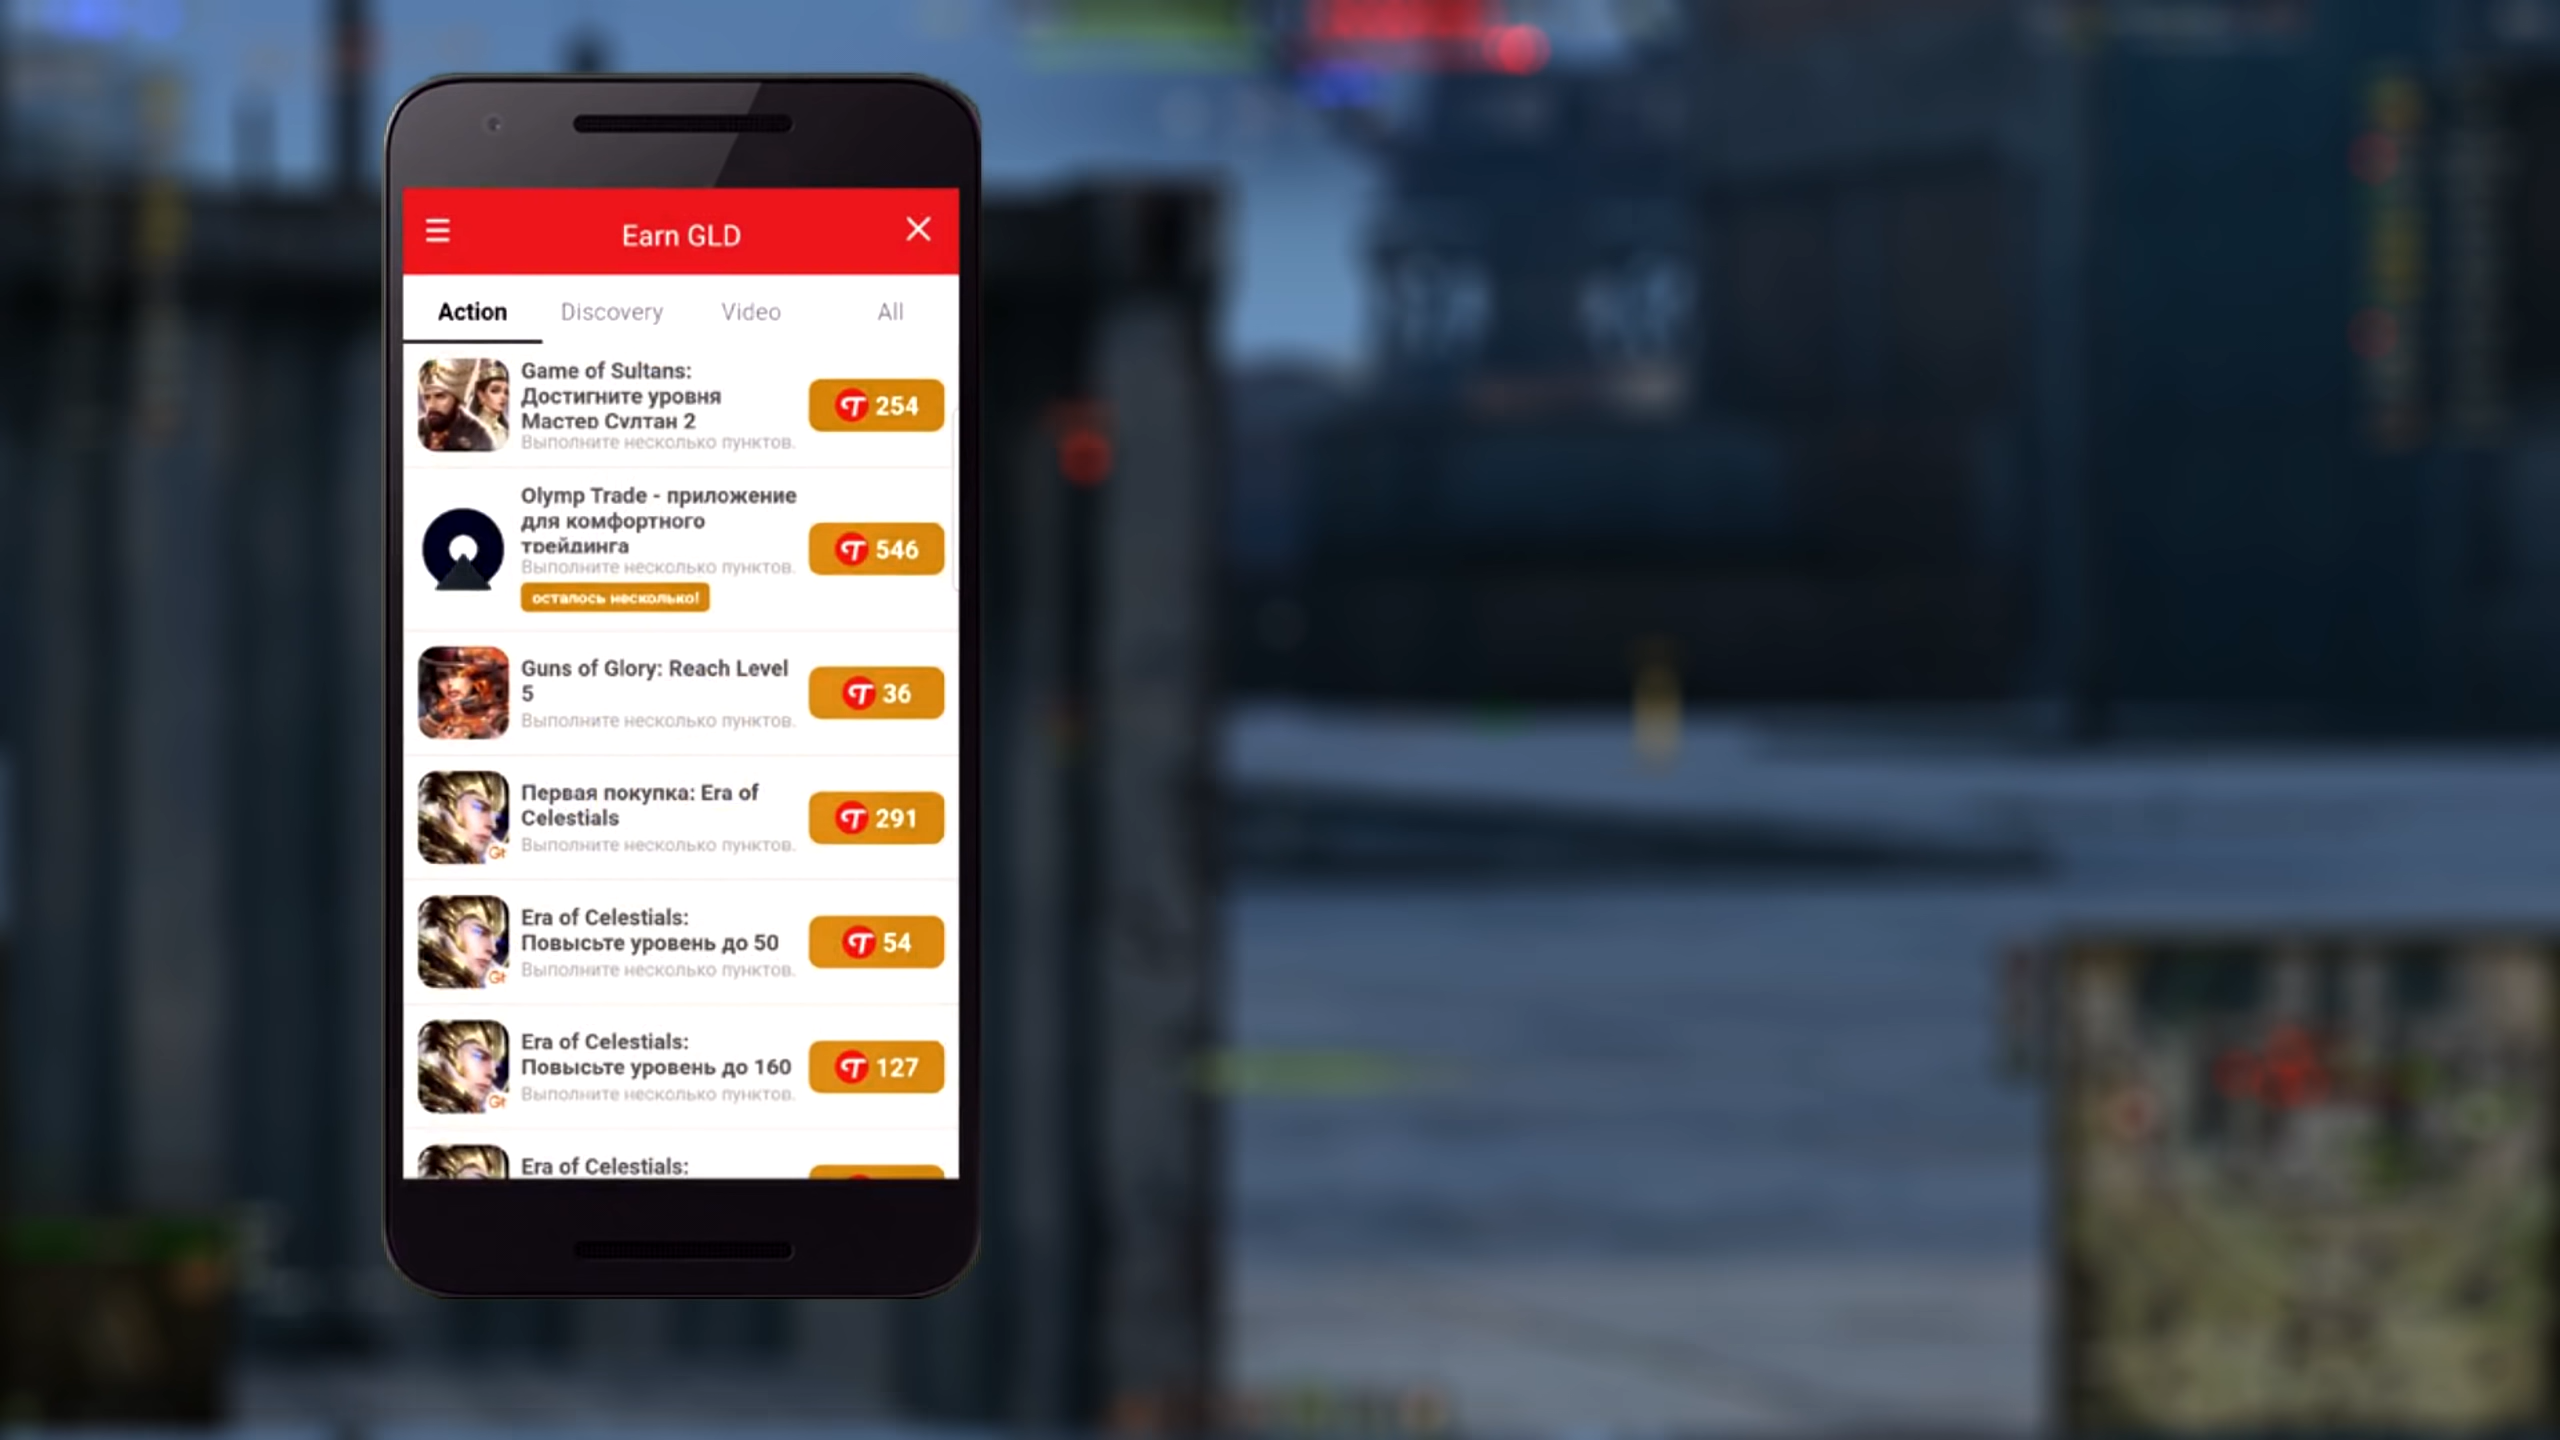 Earn GLD
Action
Discovery
Video
All
Game of Sultans:
Достигните уровня
Мастер Султан 2
Выполните несколько пунктов.
254
Olymp Trade - приложение
для комфортного
трейдинга
Выполните несколько пунктов.
осталось несколько!
546
Guns of Glory: Reach Level
5
Выполните несколько пунктов.
36
Первая покупка: Era of
Celestials
Выполните несколько пунктов.
291
Era of Celestials:
Повысьте уровень до 50
Выполните несколько пунктов.
54
Era of Celestials:
Повысьте уровень до 160
Выполните несколько пунктов.
127
Era of Celestials: